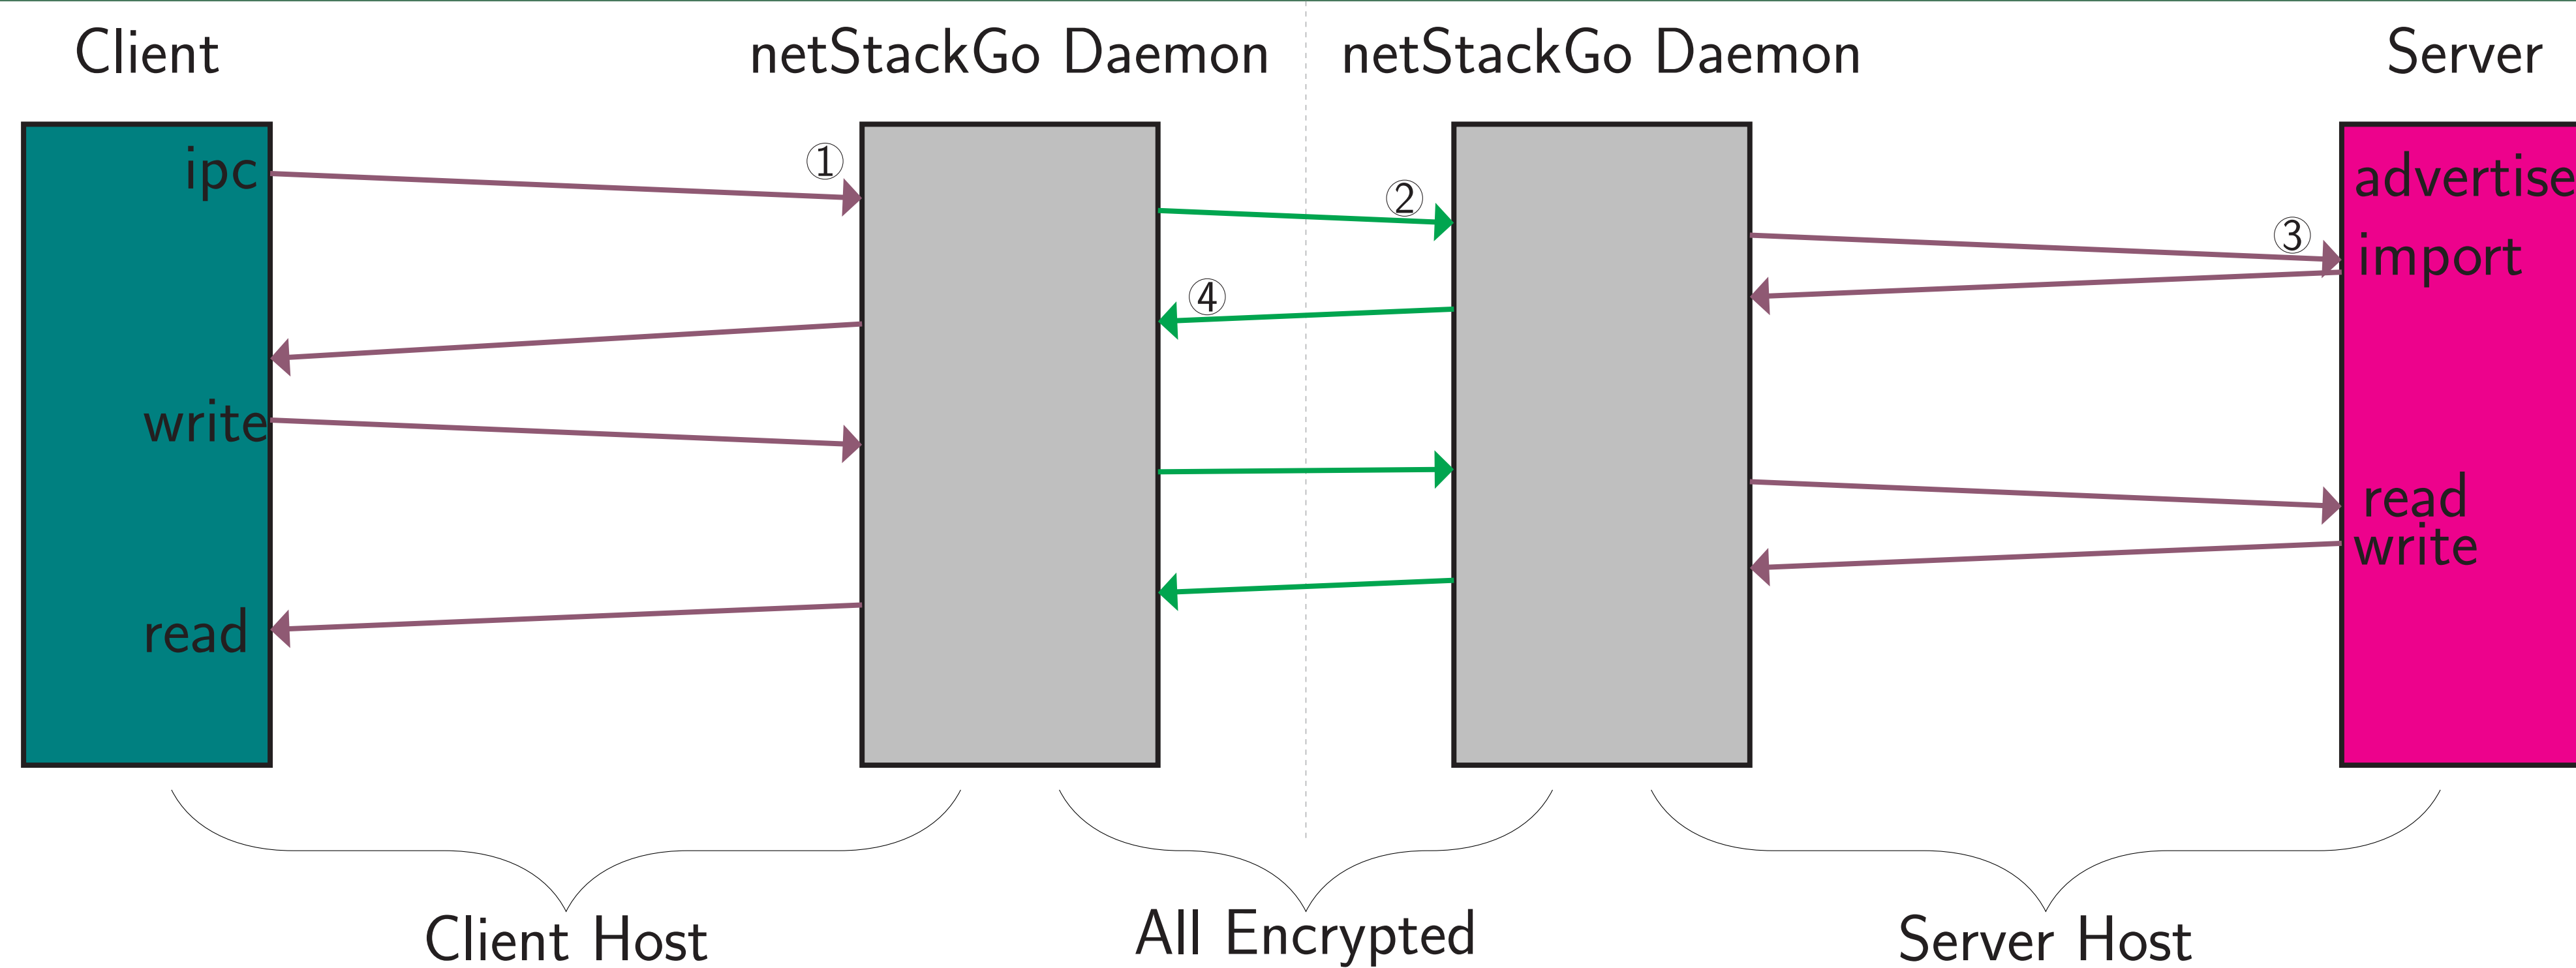 Client
netStackGo Daemon
netStackGo Daemon
Server
ipc
①
②
③
④
advertise
import
write
read
write
read
Client Host
All Encrypted
Server Host